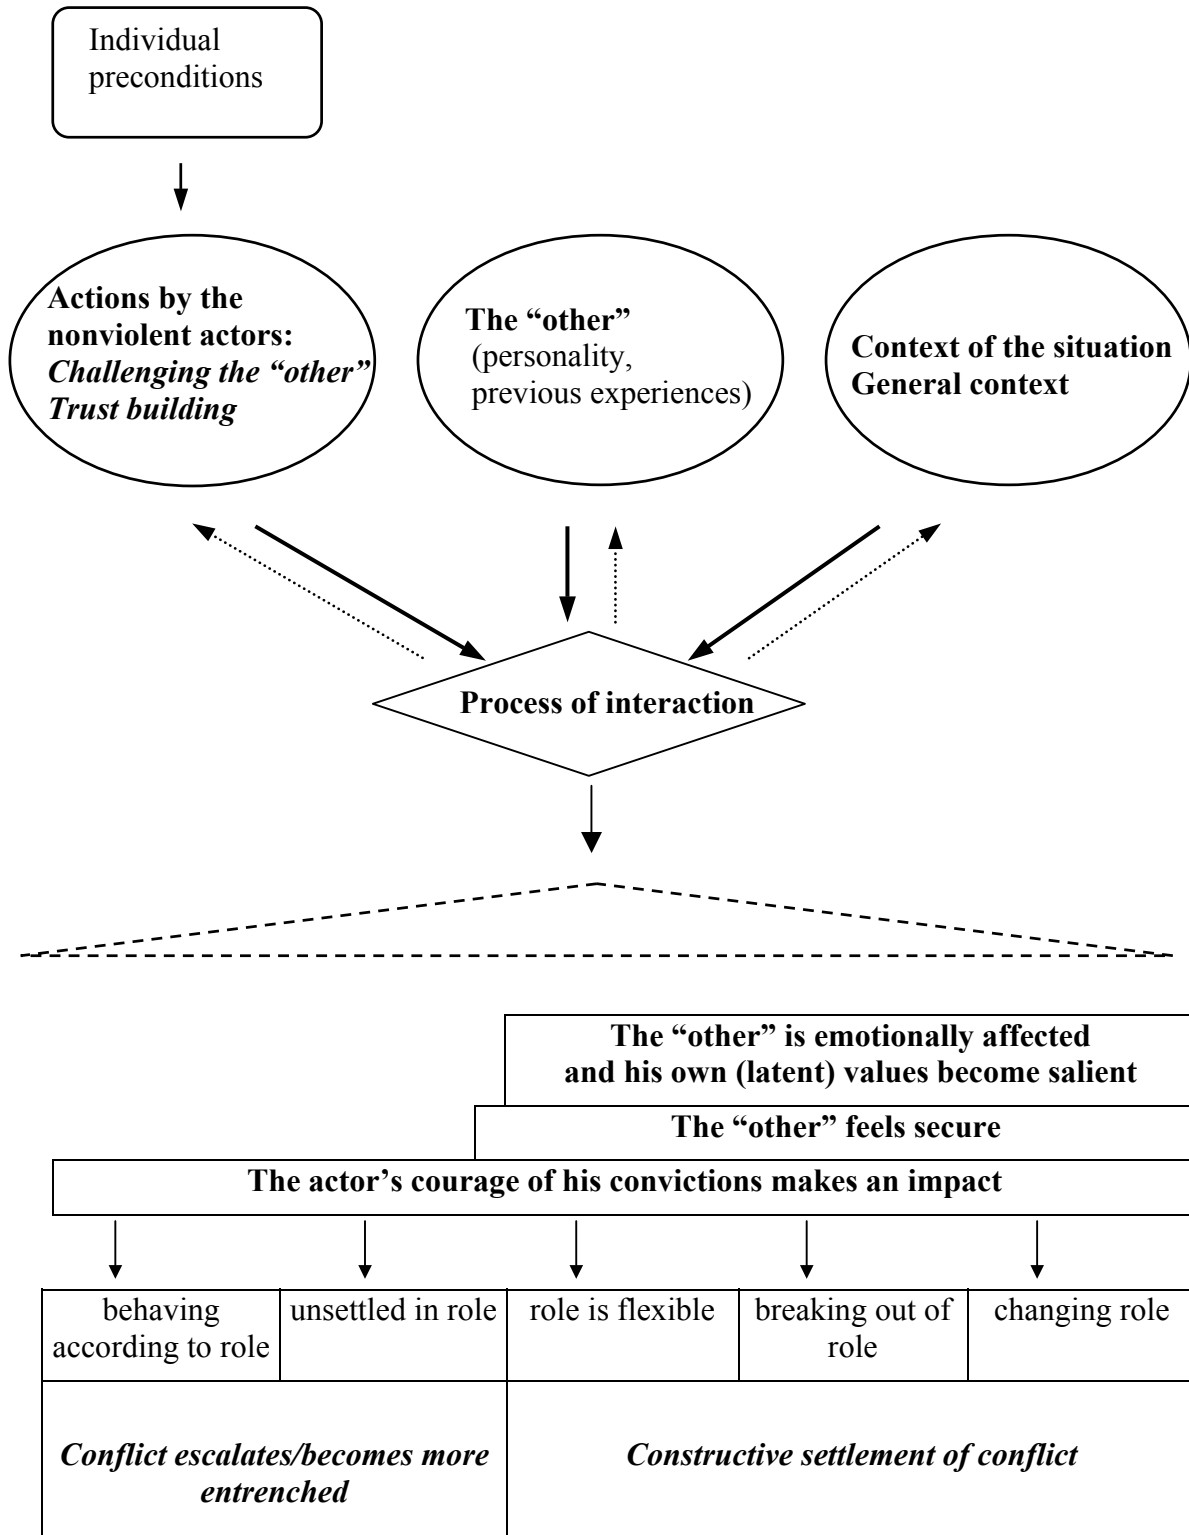 Individual
preconditions
Actions by the
nonviolent actors:
Challenging the “other”
Trust building
The “other”
(personality,
previous experiences)
Context of the situation
General context
Process of interaction
The “other” is emotionally affected
and his own (latent) values become salient
The “other” feels secure
The actor’s courage of his convictions makes an impact
behaving
according to role
unsettled in role
role is flexible
breaking out of
role
changing role
Conflict escalates/becomes more
entrenched
Constructive settlement of conflict